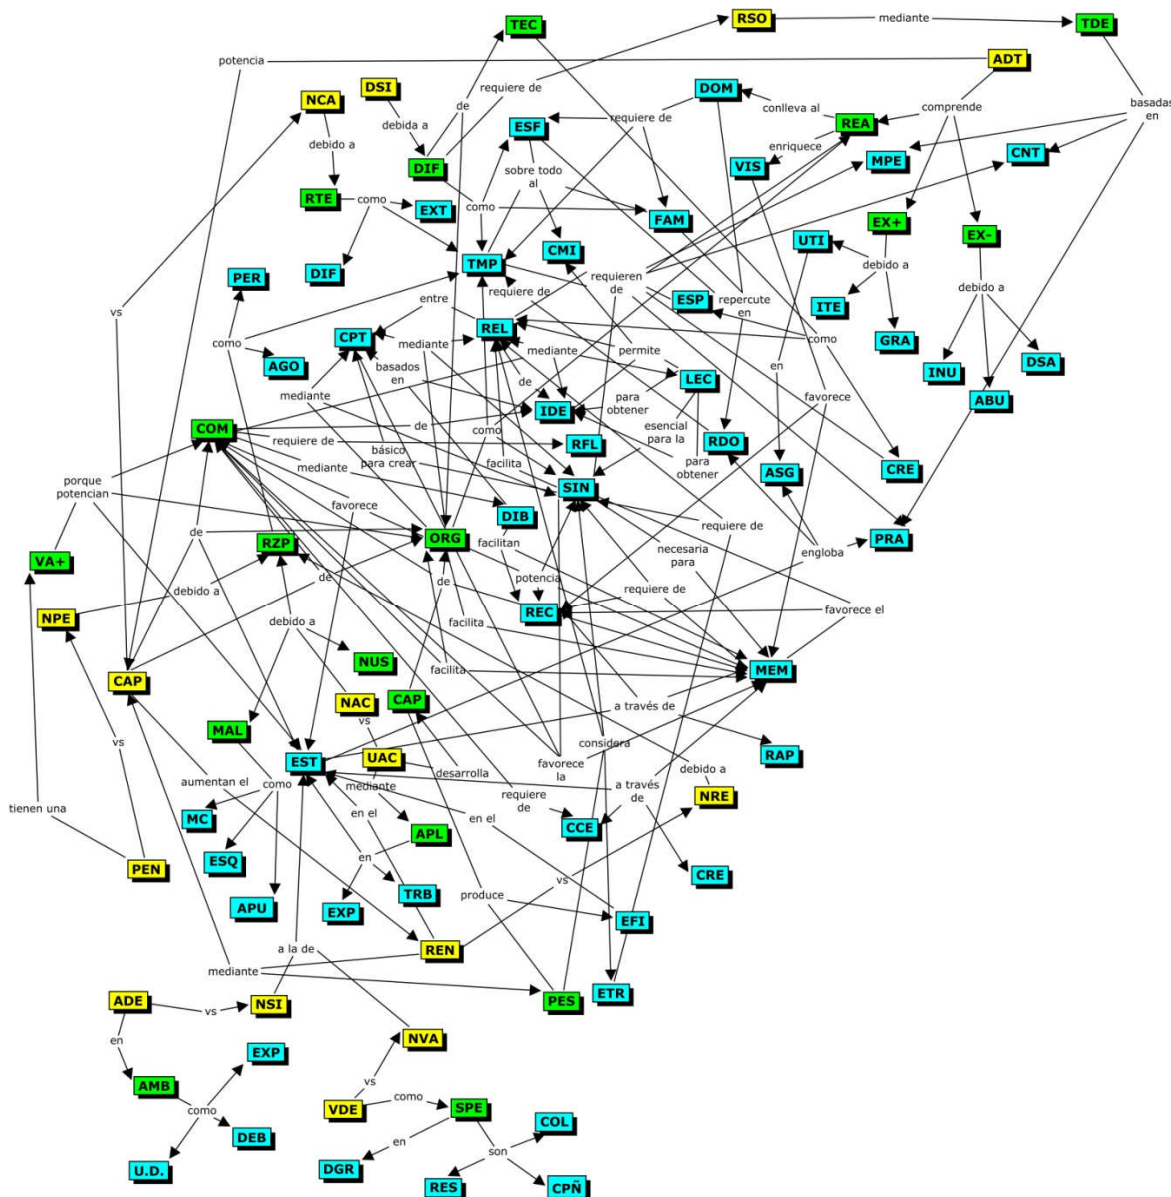 TEC
RSO
mediante
TDE
potencia
ADT
DSI
requiere de
DOM
NCA
de
conlleva al
comprende
basadas
en
ESF
requiere de
REA
debida a
enriquece
debido a
VIS
MPE
CNT
DIF
sobre todo
al
RTE
como
EXT
como
FAM
EX+
EX-
UTI
CMI
TMP
DIF
PER
requieren
de
debido a
requiere de
ESP
repercute
en
ITE
debido a
entre
REL
vs
CPT
como
mediante
mediante
permite
como
GRA
DSA
INU
AGO
basados
en
de
LEC
en
ABU
mediante
para
obtener
favorece
IDE
COM
de
como
esencial
para la
RDO
requiere de
RFL
básico
para crear
para
obtener
ASG
CRE
mediante
facilita
porque
potencian
SIN
favorece
DIB
requiere de
de
RZP
ORG
facilitan
necesaria
para
engloba
PRA
VA+
de
de
potencia
requiere de
debido a
NPE
REC
favorece el
facilita
debido a
NUS
facilita
MEM
CAP
NAC
CAP
a través de
MAL
vs
considera
vs
EST
UAC
desarrolla
favorece
la
debido a
RAP
aumentan el
como
mediante
a través
de
NRE
tienen una
MC
en el
requiere
de
CCE
en el
APL
ESQ
en
vs
PEN
CRE
TRB
produce
APU
EXP
EFI
REN
a la de
mediante
ADE
NSI
PES
ETR
vs
en
NVA
EXP
vs
AMB
como
VDE
como
SPE
DEB
COL
en
son
U.D.
DGR
RES
CPÑ